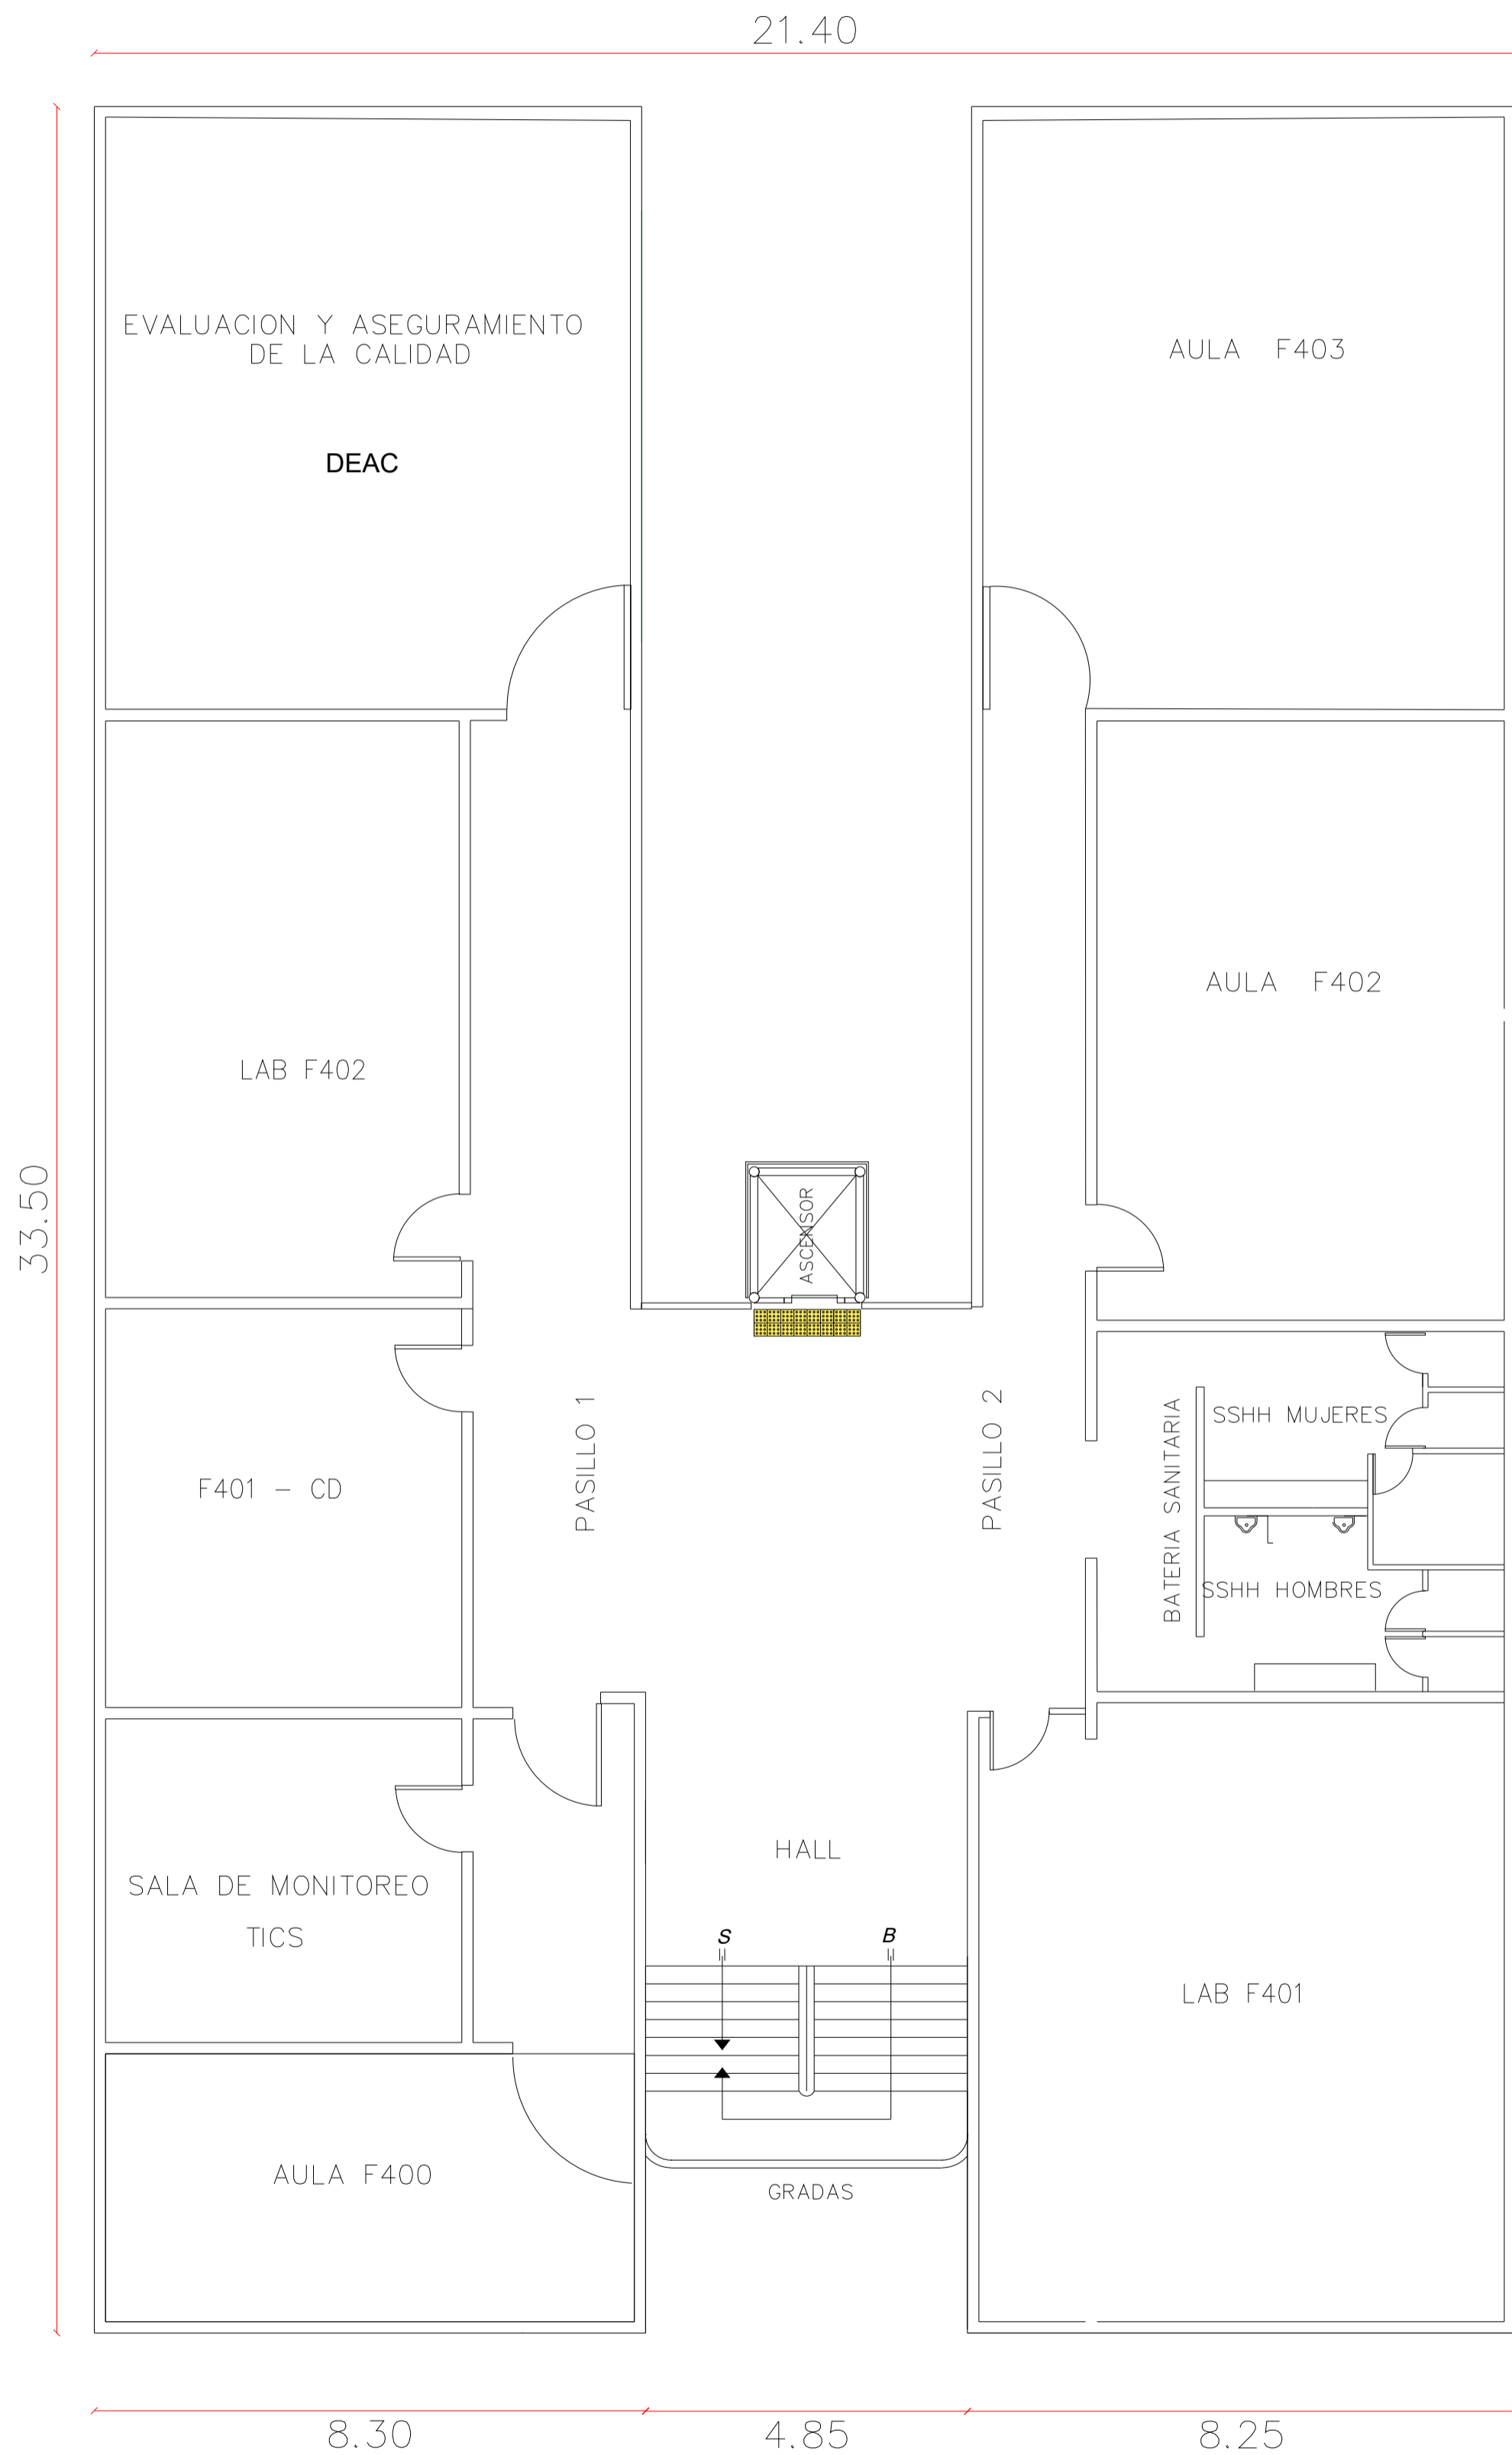 21.40
EVALUACION Y ASEGURAMIENTO
DE LA CALIDAD
DEAC
AULA F403
AULA F402
LAB F402
33.50
ASCENSOR
PASILLO 1
PASILLO 2
BATERIA SANITARIA
SSHH MUJERES
F401 - CD
SSHH HOMBRES
HALL
SALA DE MONITOREO
TICS
S
B
LAB F401
AULA F400
GRADAS
8.30
4.85
8.25